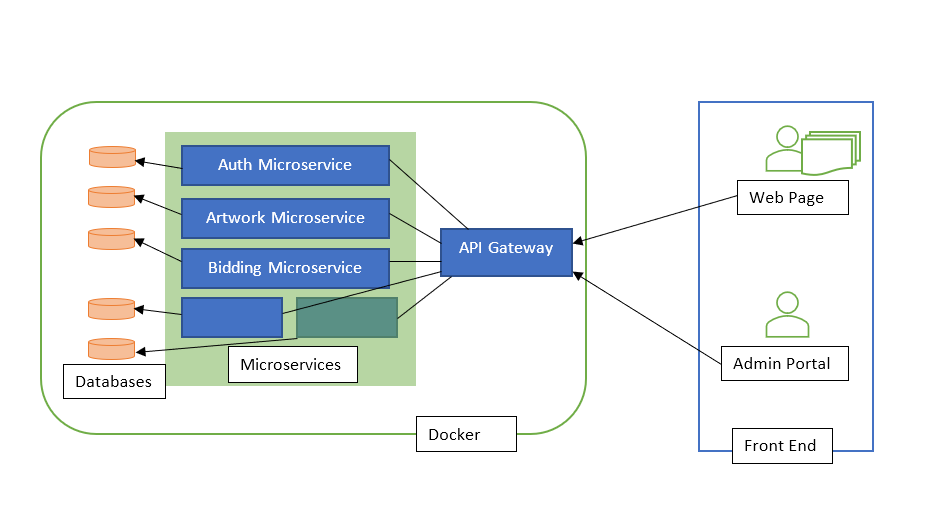 Auth Microservice
Artwork Microservice
Bidding Microservice
Microservices
Databases
API Gateway
Docker
Web Page
Admin Portal
Front End